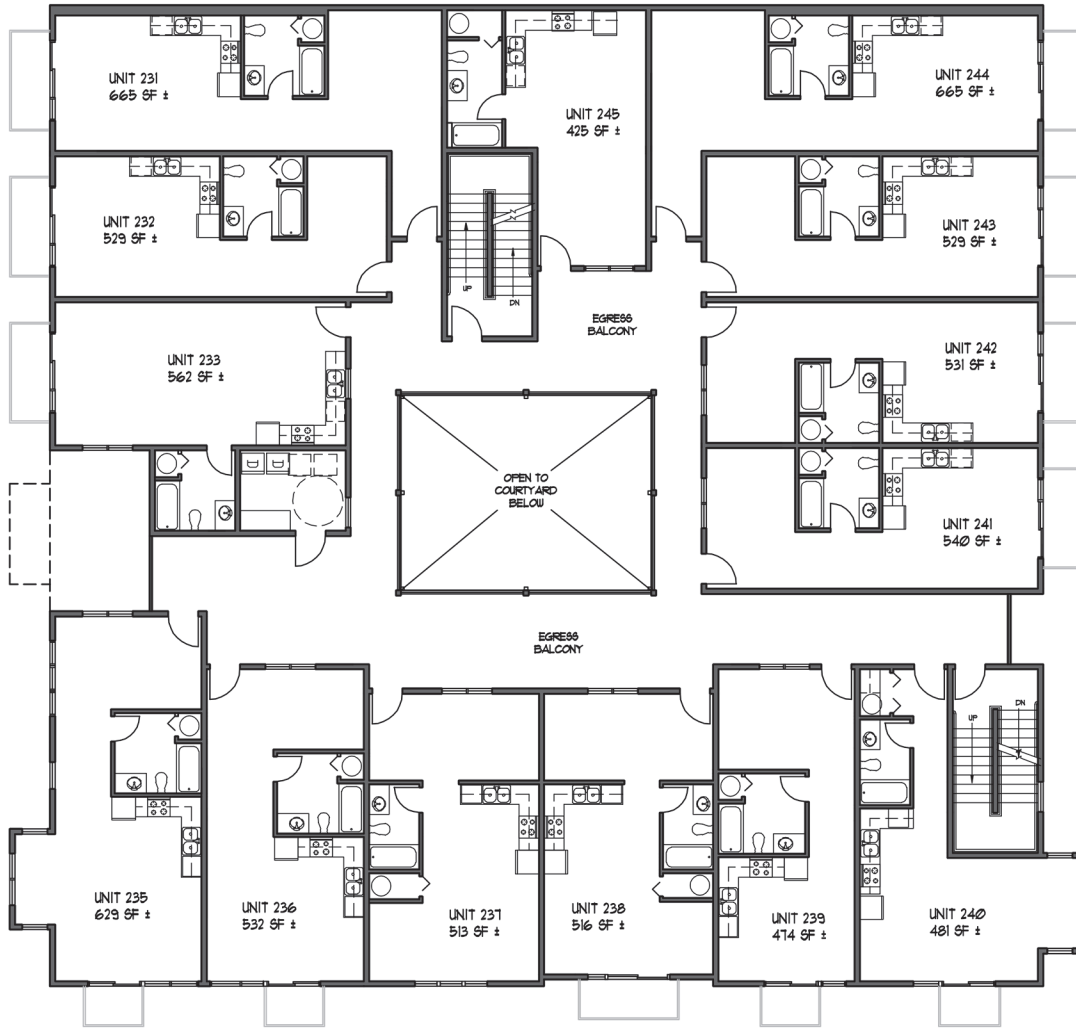 UNIT 231
665 SF ±
UNIT 245
425 SF ±
UNIT 244
665 SF ±
UNIT 232
529 SF ±
UNIT 243
529 SF ±
UP
DN
EGRESS
BALCONY
UNIT 233
562 SF ±
UNIT 242
531 SF ±
OPEN TO
COURTYARD
BELOW
UNIT 241
540 SF ±
EGRESS
BALCONY
UP
DN
UNIT 235
629 SF ±
UNIT 236
532 SF ±
UNIT 237
513 SF ±
UNIT 238
516 SF ±
UNIT 239
474 SF ±
UNIT 240
481 SF ±